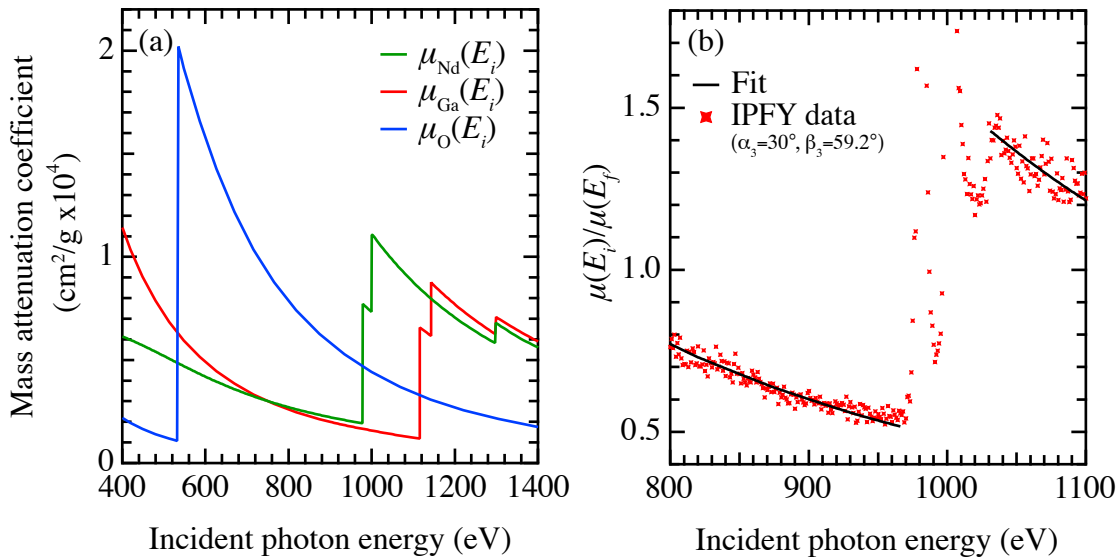 (a)
μNd(Ei)
μGa(Ei)
μO(Ei)
Mass attenuation coefficient
(cm²/g x10⁴)
2
1
0
400 600 800 1000 1200 1400
Incident photon energy (eV)
(b)
Fit
IPFY data
(α₃=30°, β₃=59.2°)
μ(Ei)/μ(Ef)
1.5
1.0
0.5
800 900 1000 1100
Incident photon energy (eV)